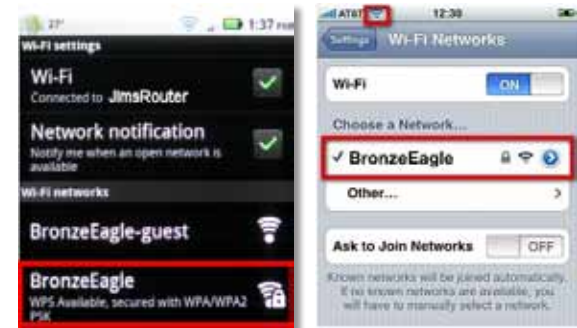 27°
1:37 PM
Wi-Fi settings
Wi-Fi
Connected to JimsRouter
Network notification
Notify me when an open network is
available
Wi-Fi networks
BronzeEagle-guest
BronzeEagle
WPS Available, secured with WPA/WPA2
PSK
AT&T
12:30
Settings
Wi-Fi Networks
Wi-Fi
ON
Choose a Network...
✓ BronzeEagle
Other...
Ask to Join Networks
OFF
Known networks will be joined automatically.
If no known networks are available, you
will have to manually select a network.